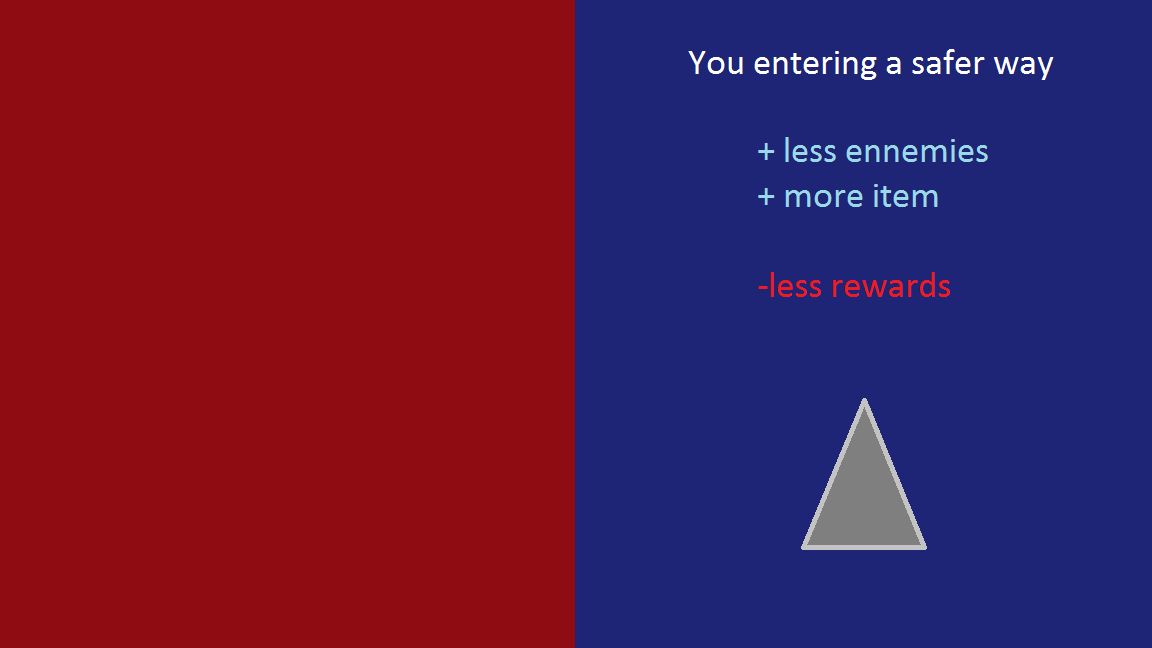 You entering a safer way
+ less ennemies
+ more item
-less rewards